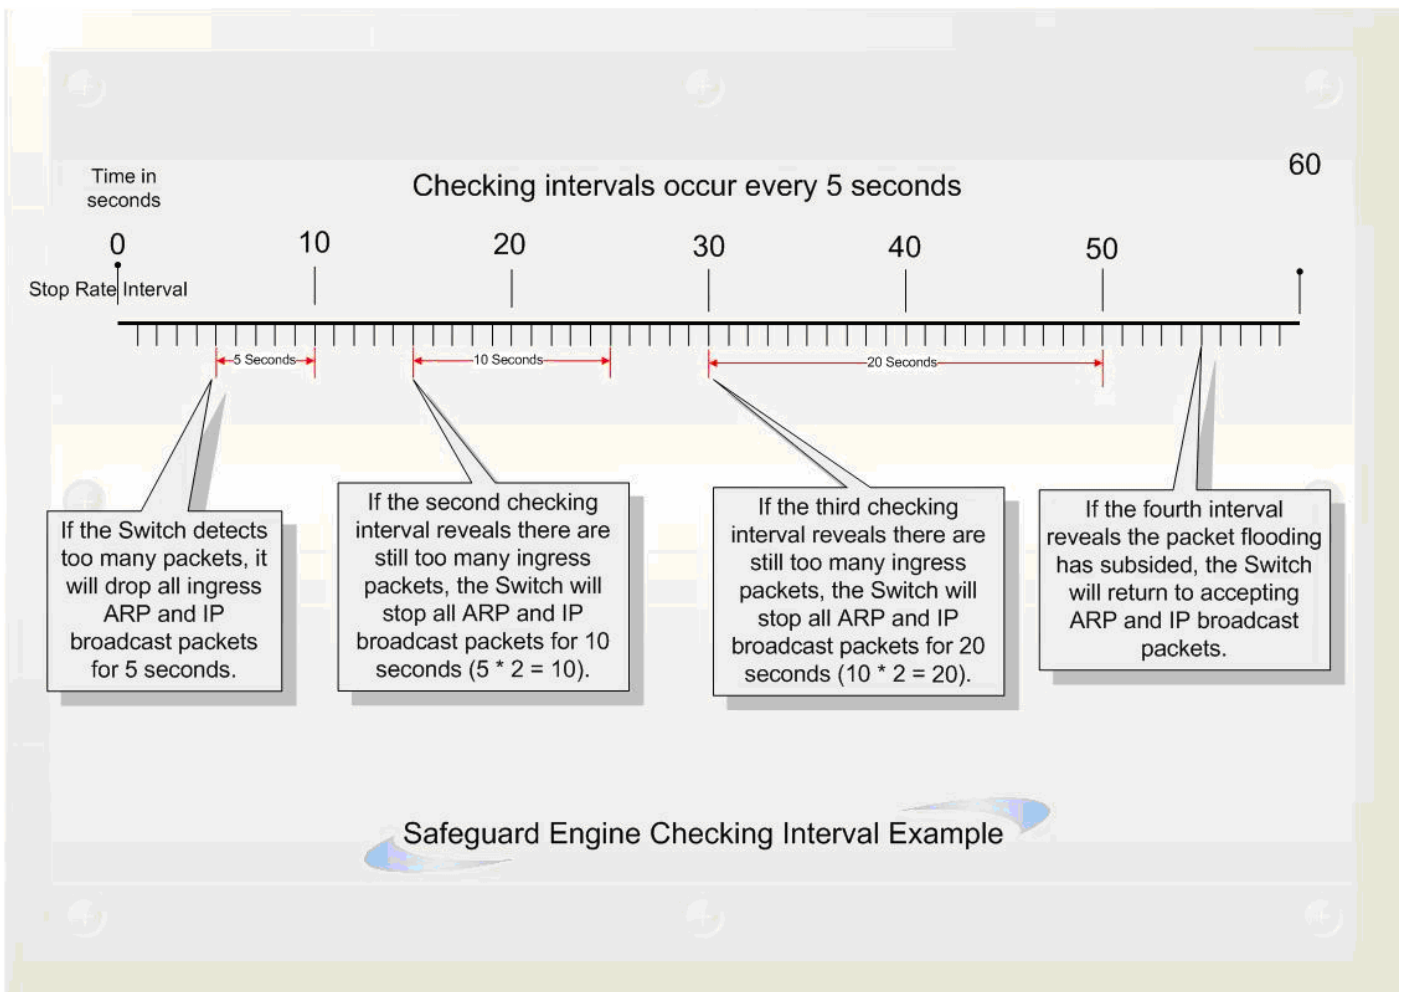 Time in
seconds
Checking intervals occur every 5 seconds
60
0
10
20
30
40
50
Stop Rate Interval
5 Seconds
10 Seconds
20 Seconds
If the Switch detects
too many packets, it
will drop all ingress
ARP and IP
broadcast packets
for 5 seconds.
If the second checking
interval reveals there are
still too many ingress
packets, the Switch will
stop all ARP and IP
broadcast packets for 10
seconds (5 * 2 = 10).
If the third checking
interval reveals there are
still too many ingress
packets, the Switch will
stop all ARP and IP
broadcast packets for 20
seconds (10 * 2 = 20).
If the fourth interval
reveals the packet flooding
has subsided, the Switch
will return to accepting
ARP and IP broadcast
packets.
Safeguard Engine Checking Interval Example